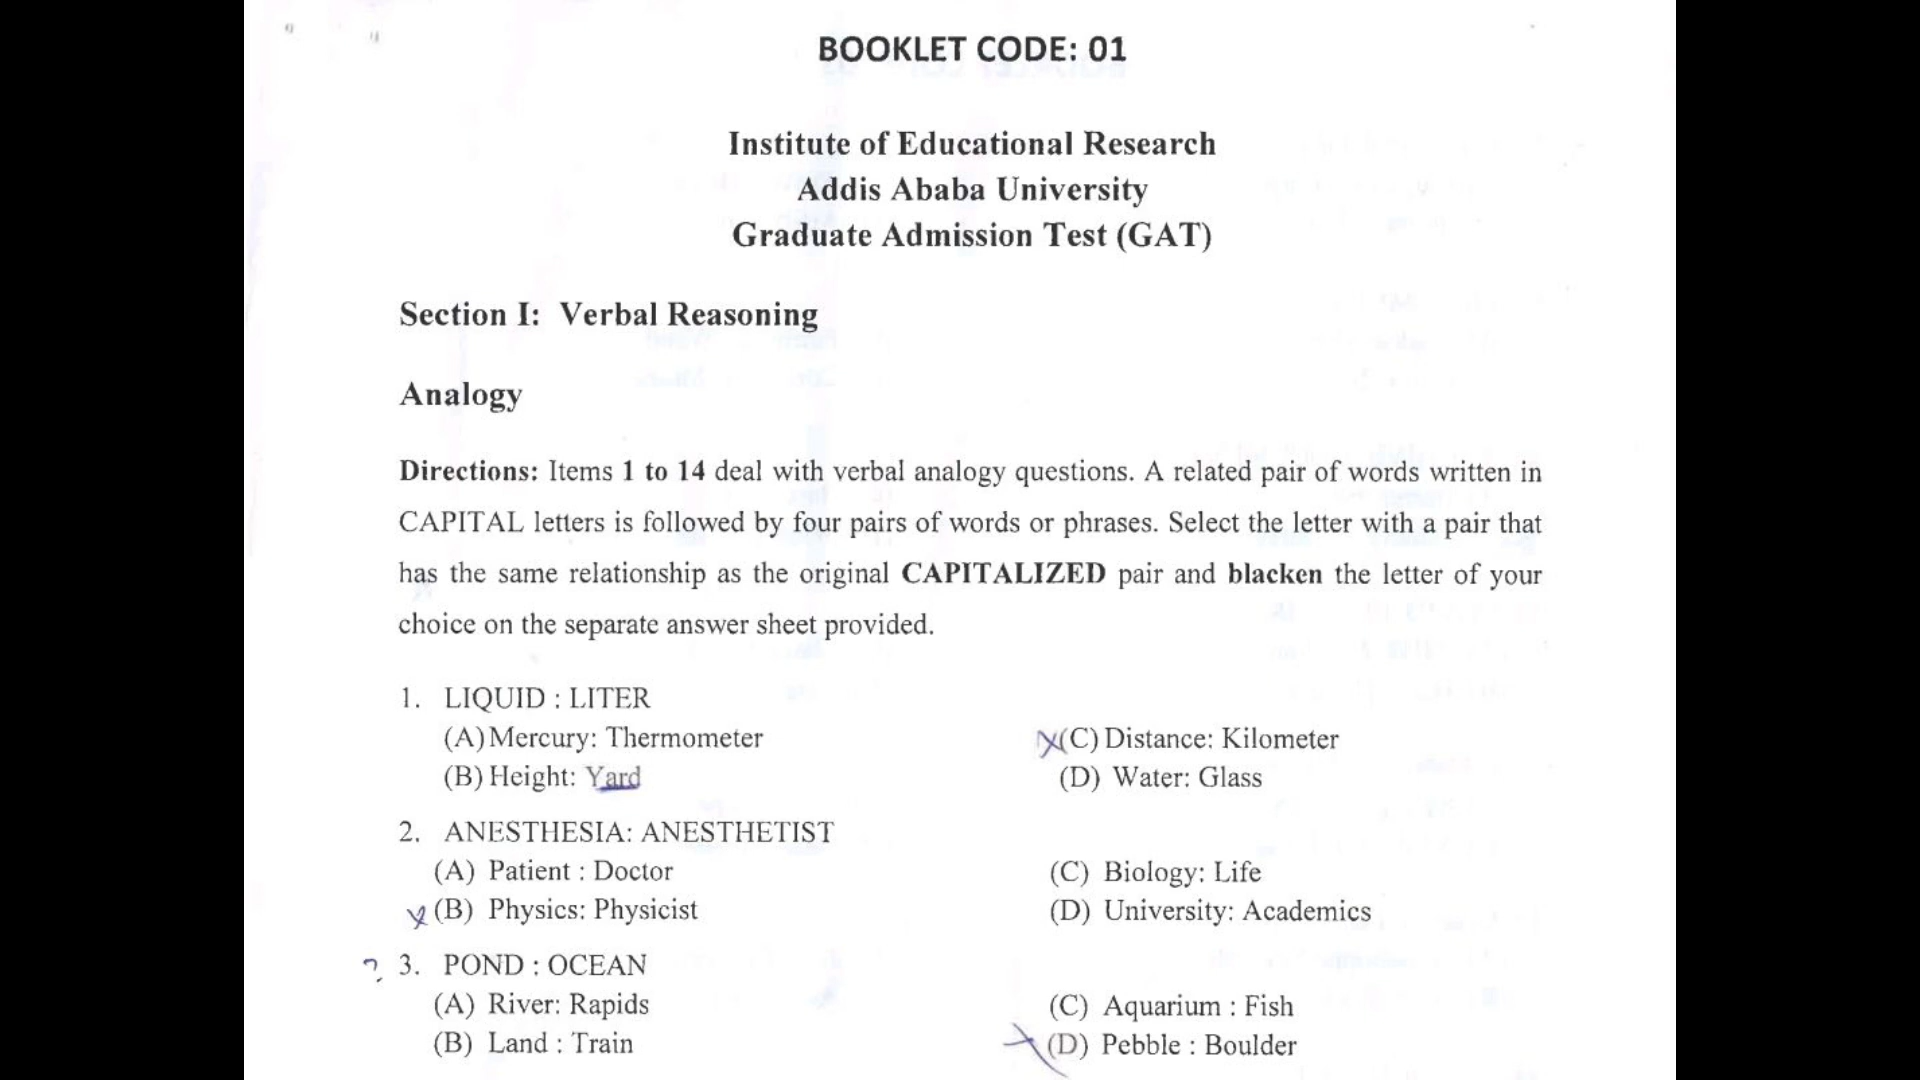 BOOKLET CODE: 01
Institute of Educational Research
Addis Ababa University
Graduate Admission Test (GAT)
Section I: Verbal Reasoning
Analogy
Directions: Items 1 to 14 deal with verbal analogy questions. A related pair of words written in
CAPITAL letters is followed by four pairs of words or phrases. Select the letter with a pair that
has the same relationship as the original CAPITALIZED pair and blacken the letter of your
choice on the separate answer sheet provided.
1. LIQUID : LITER
(A) Mercury: Thermometer
(B) Height: Yard
(C) Distance: Kilometer
(D) Water: Glass
2. ANESTHESIA: ANESTHETIST
(A) Patient : Doctor
(B) Physics: Physicist
(C) Biology: Life
(D) University: Academics
? 3. POND : OCEAN
(A) River: Rapids
(B) Land : Train
(C) Aquarium : Fish
(D) Pebble : Boulder